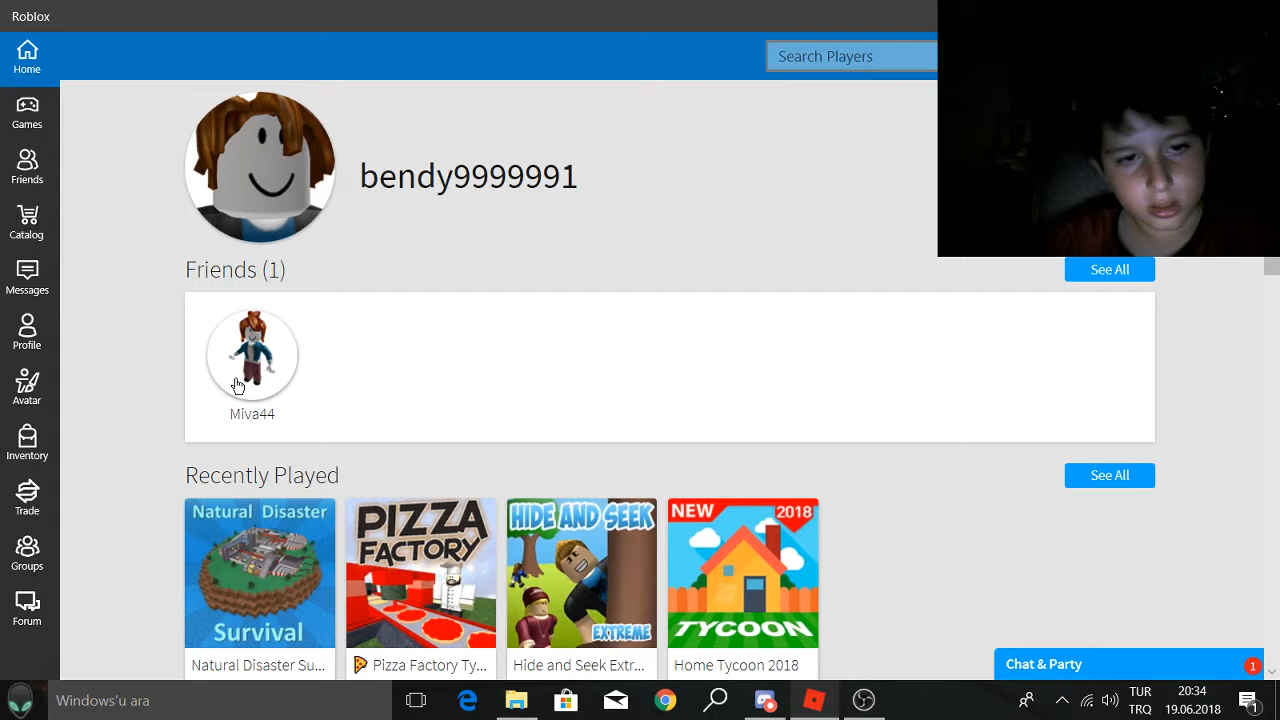 Roblox
Home
Search Players
Games
Friends
Catalog
Messages
Profile
Avatar
Inventory
Trade
Groups
Forum
bendy9999991
Friends (1)
See All
Miva44
Recently Played
See All
Natural Disaster
Survival
PIZZA
FACTORY
HIDE AND SEEK
EXTREME
NEW
2018
TYCOON
Natural Disaster Su...
Pizza Factory Ty...
Hide and Seek Extr...
Home Tycoon 2018
Chat & Party
1
Windows'u ara
TUR
TRQ
20:34
19.06.2018
1